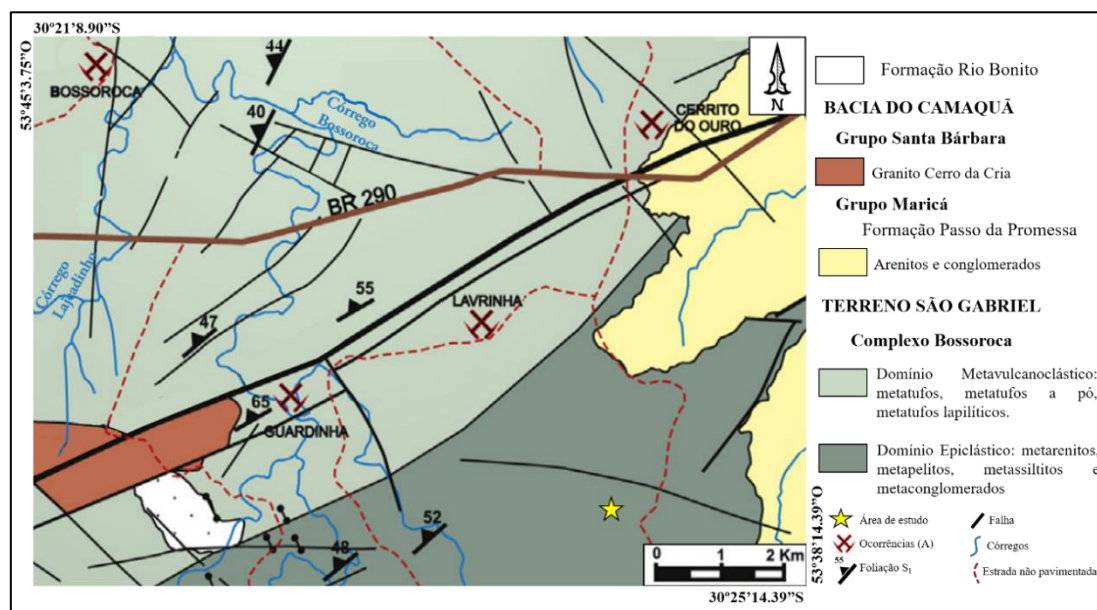 30º21'8.90"S
53º45'3.75"O
BOSSOROCA
44
40
Córrego
Bossoroca
CERRITO
DO OURO
N
BR 290
Córrego
Lajeadinho
55
47
LAVRINHA
65
GUARDINHA
52
48
0 1 2 Km
30º25'14.39"S
53º38'14.39"O
Formação Rio Bonito
BACIA DO CAMAQUÃ
Grupo Santa Bárbara
Granito Cerro da Cria
Grupo Maricá
Formação Passo da Promessa
Arenitos e conglomerados
TERRENO SÃO GABRIEL
Complexo Bossoroca
Domínio Metavulcanoclástico:
metatufos, metatufos a pó,
metatufos lapilíticos.
Domínio Epiclástico: metarenitos,
metapelitos, metassiltitos e
metaconglomerados
Área de estudo
Falha
Ocorrências (A)
Córregos
55
Foliação S1
Estrada não pavimentada